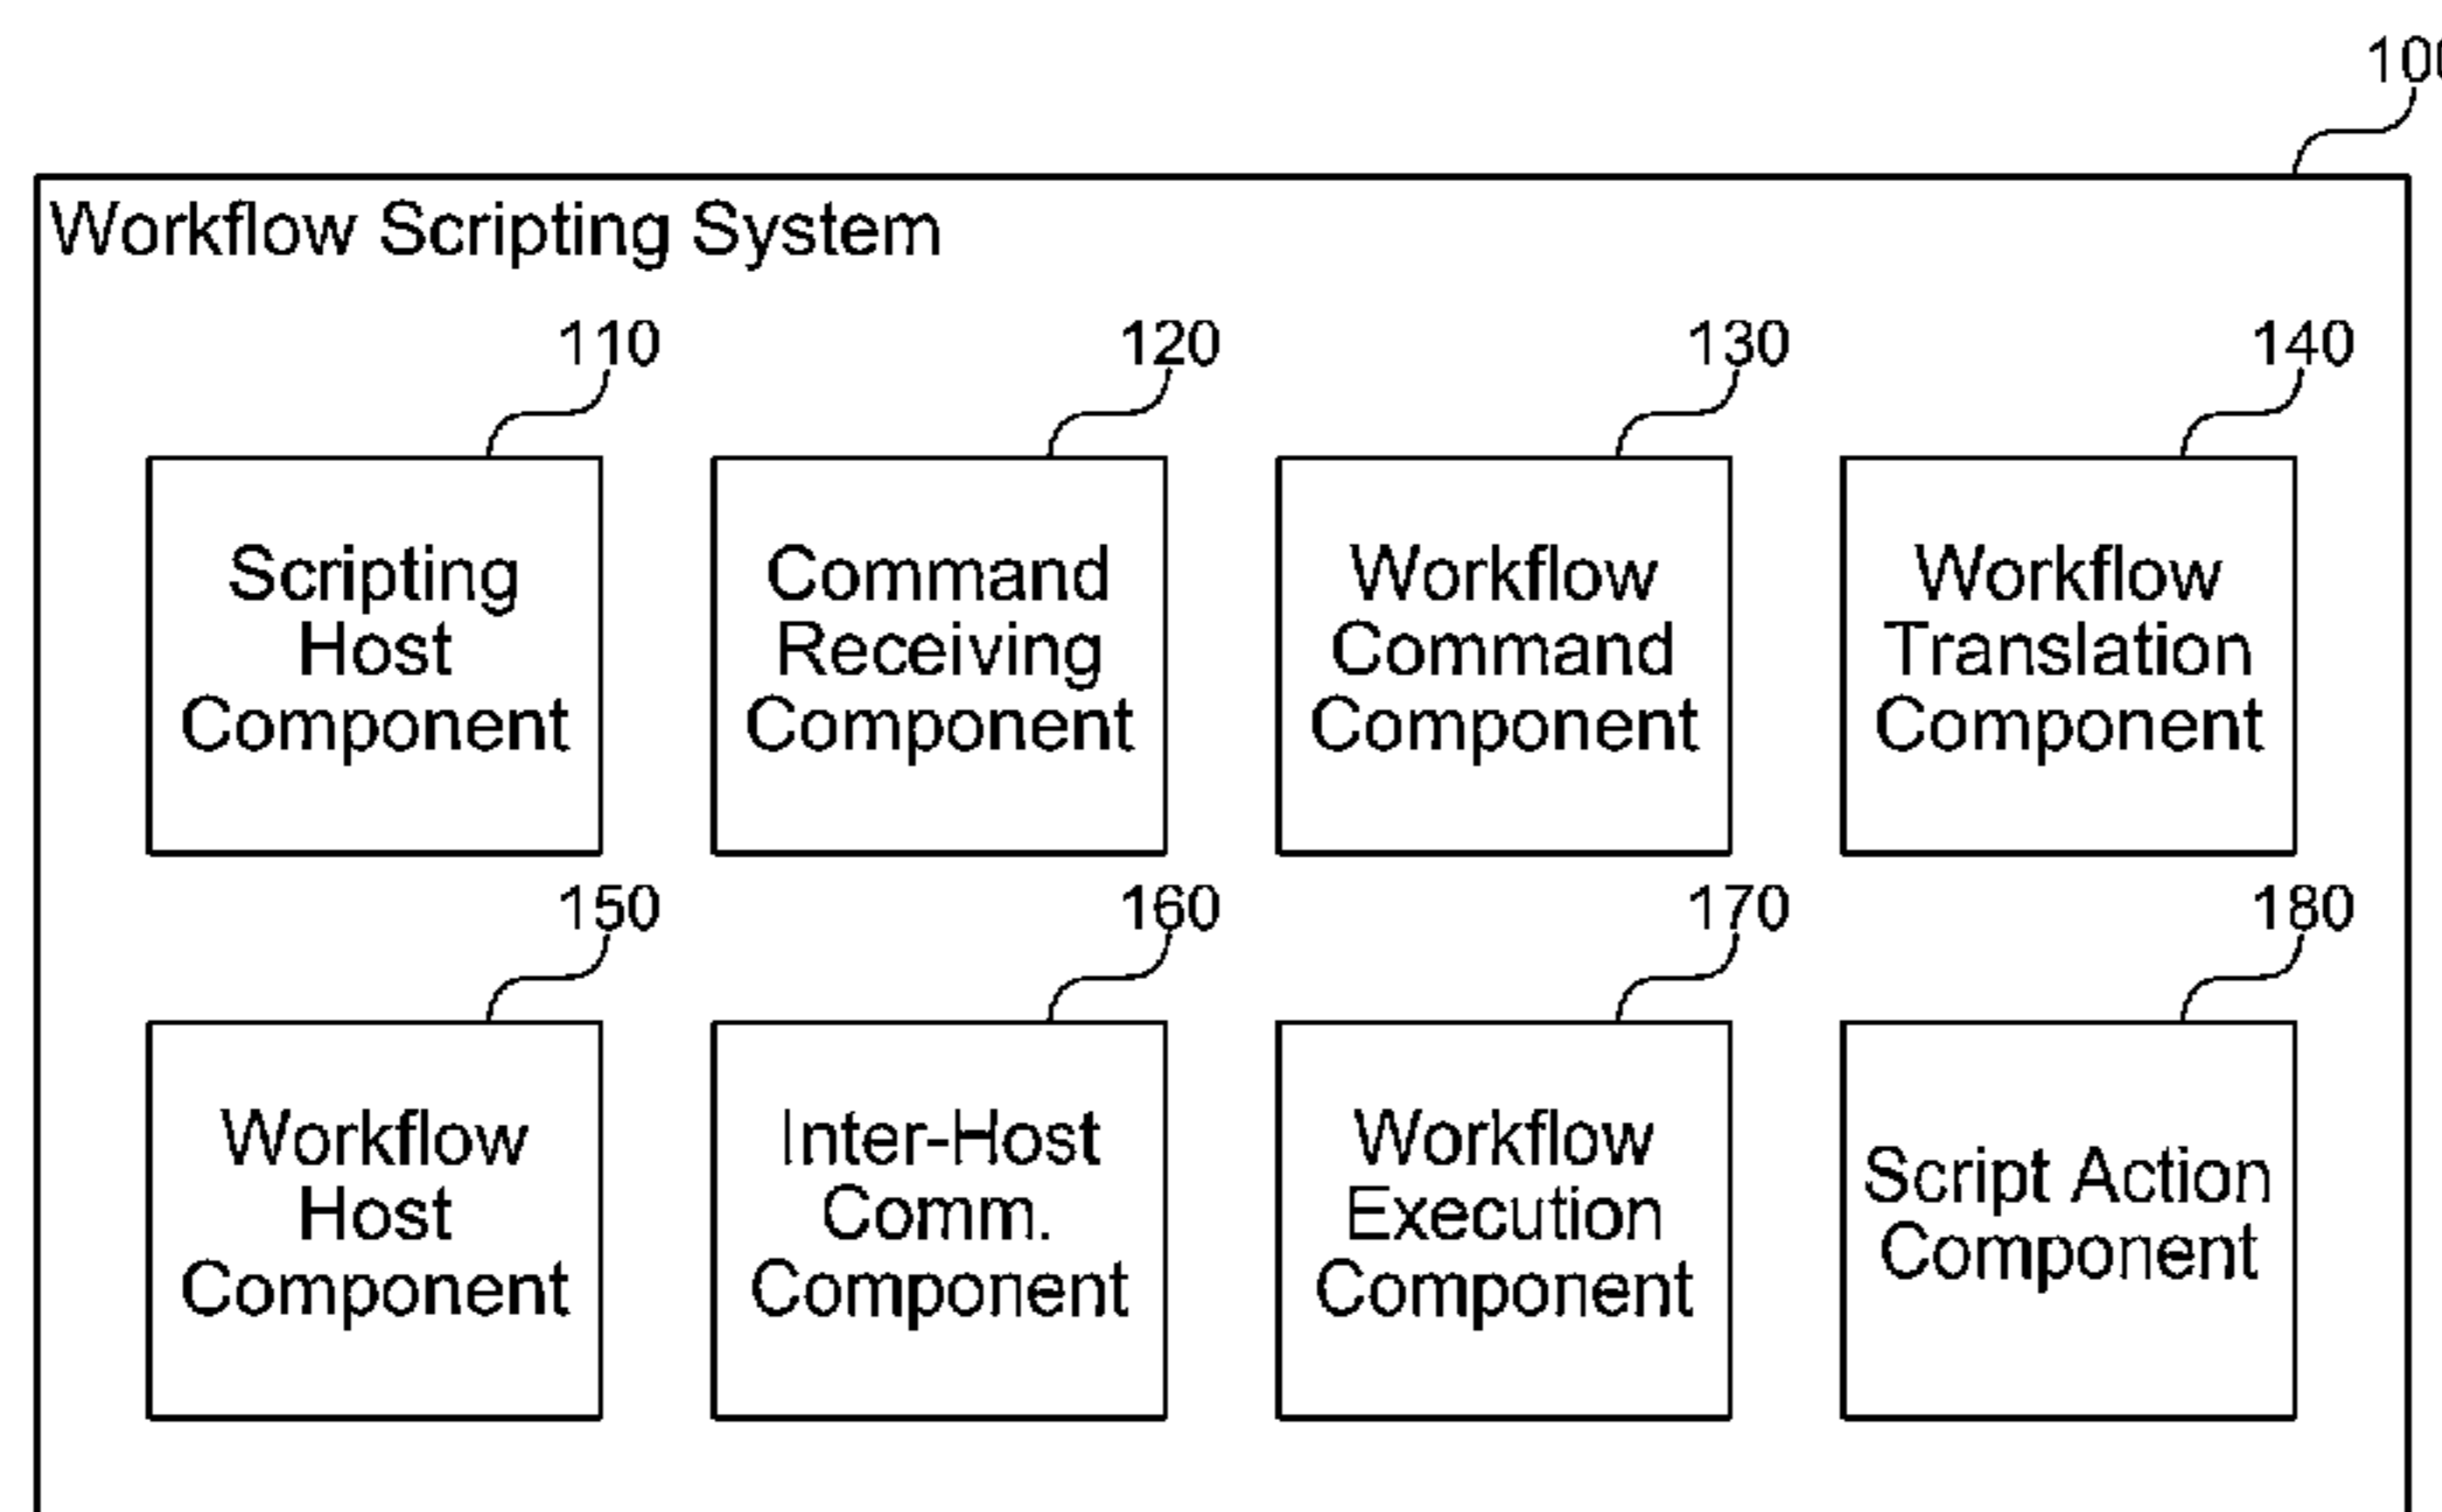 100
Workflow Scripting System
110
120
130
140
Scripting
Host
Component
Command
Receiving
Component
Workflow
Command
Component
Workflow
Translation
Component
150
160
170
180
Workflow
Host
Component
Inter-Host
Comm.
Component
Workflow
Execution
Component
Script Action
Component